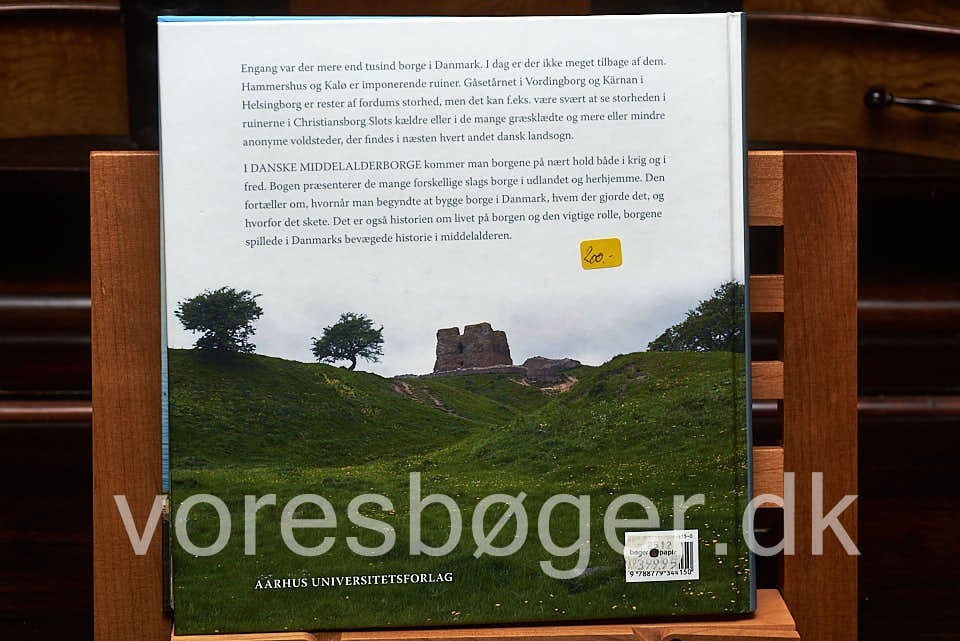 Engang var der mere end tusind borge i Danmark. I dag er der ikke meget tilbage af dem.
Hammershus og Kalø er imponerende ruiner. Gåsetårnet i Vordingborg og Kärnan i
Helsingborg er rester af fordums storhed, men det kan f.eks. være svært at se storheden i
ruinerne i Christiansborg Slots kældre eller i de mange græsklædte og mere eller mindre
anonyme voldsteder, der findes i næsten hvert andet dansk landsogn.
I DANSKE MIDDELALDERBORGE kommer man borgene på nært hold både i krig og i
fred. Bogen præsenterer de mange forskellige slags borge i udlandet og herhjemme. Den
fortæller om, hvornår man begyndte at bygge borge i Danmark, hvem der gjorde det, og
hvorfor det skete. Det er også historien om livet på borgen og den vigtige rolle, borgene
spillede i Danmarks bevægede historie i middelalderen.
200.-
voresbøger.dk
bøger papir
399,95
9 788779 344150
AARHUS UNIVERSITETSFORLAG